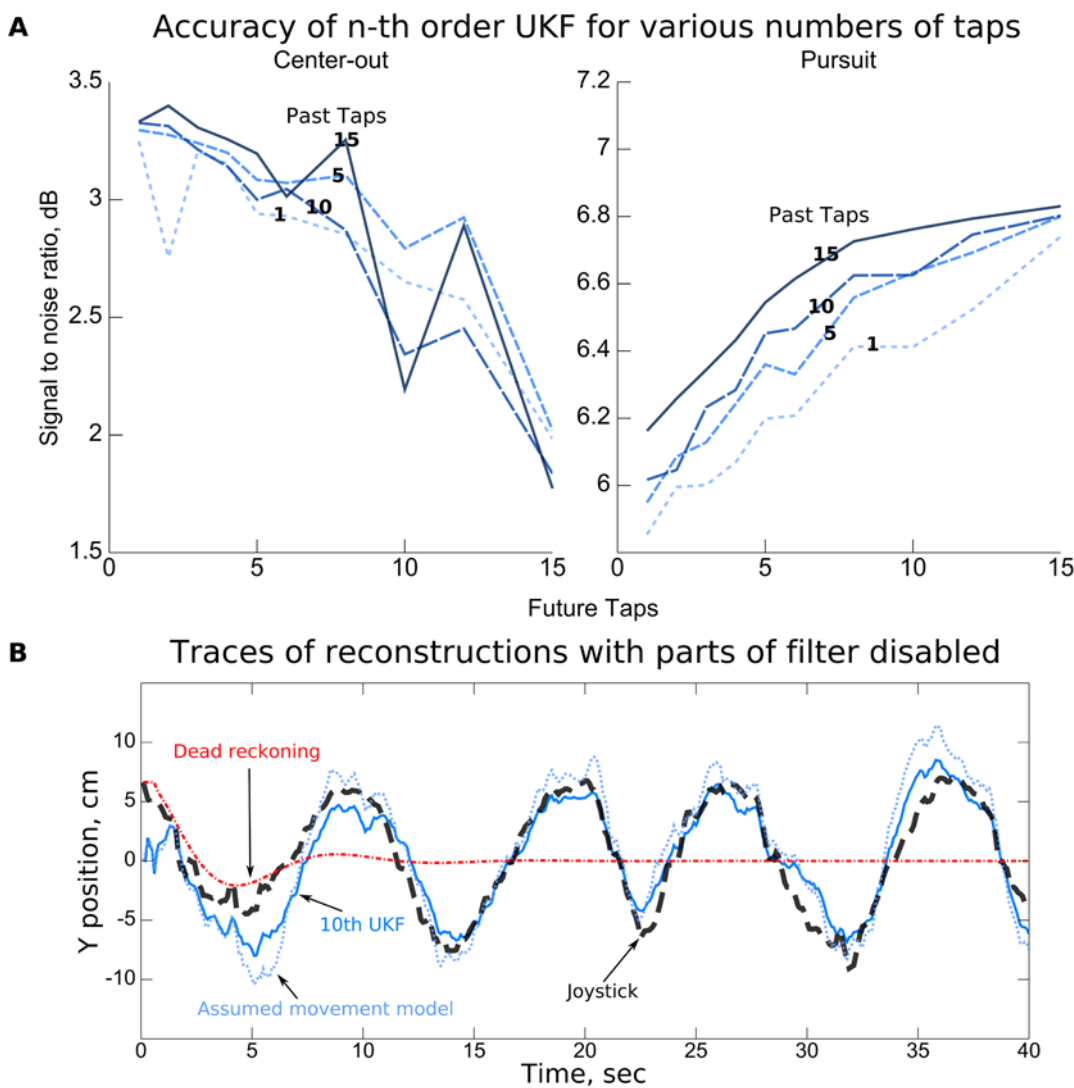 A
Accuracy of n-th order UKF for various numbers of taps
Center-out
Pursuit
3.5
3
2.5
2
1.5
Signal to noise ratio, dB
Past Taps
15
5
10
1
0
5
10
15
7.2
7
6.8
6.6
6.4
6.2
6
Past Taps
15
10
5
1
0
5
10
15
Future Taps
B
Traces of reconstructions with parts of filter disabled
10
5
0
-5
-10
Y position, cm
Dead reckoning
10th UKF
Assumed movement model
Joystick
0
5
10
15
20
25
30
35
40
Time, sec